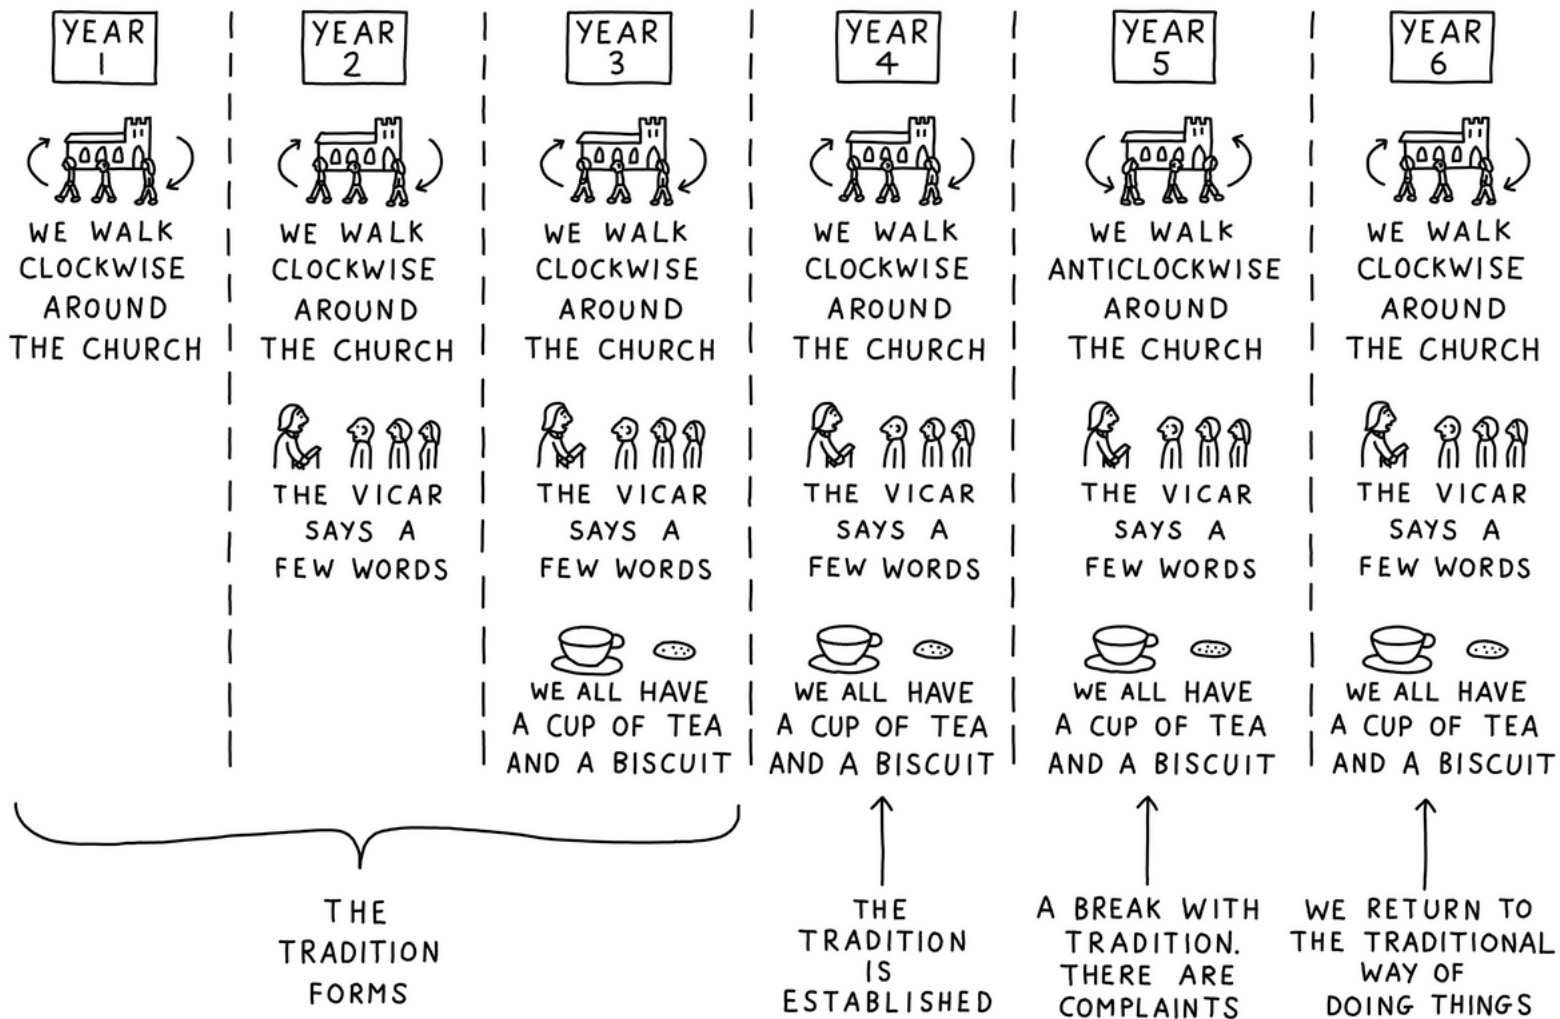 YEAR
1
WE WALK
CLOCKWISE
AROUND
THE CHURCH
YEAR
2
WE WALK
CLOCKWISE
AROUND
THE CHURCH
THE VICAR
SAYS A
FEW WORDS
YEAR
3
WE WALK
CLOCKWISE
AROUND
THE CHURCH
THE VICAR
SAYS A
FEW WORDS
WE ALL HAVE
A CUP OF TEA
AND A BISCUIT
YEAR
4
WE WALK
CLOCKWISE
AROUND
THE CHURCH
THE VICAR
SAYS A
FEW WORDS
WE ALL HAVE
A CUP OF TEA
AND A BISCUIT
YEAR
5
WE WALK
ANTICLOCKWISE
AROUND
THE CHURCH
THE VICAR
SAYS A
FEW WORDS
WE ALL HAVE
A CUP OF TEA
AND A BISCUIT
YEAR
6
WE WALK
CLOCKWISE
AROUND
THE CHURCH
THE VICAR
SAYS A
FEW WORDS
WE ALL HAVE
A CUP OF TEA
AND A BISCUIT
THE
TRADITION
FORMS
THE
TRADITION
IS
ESTABLISHED
A BREAK WITH
TRADITION.
THERE ARE
COMPLAINTS
WE RETURN TO
THE TRADITIONAL
WAY OF
DOING THINGS